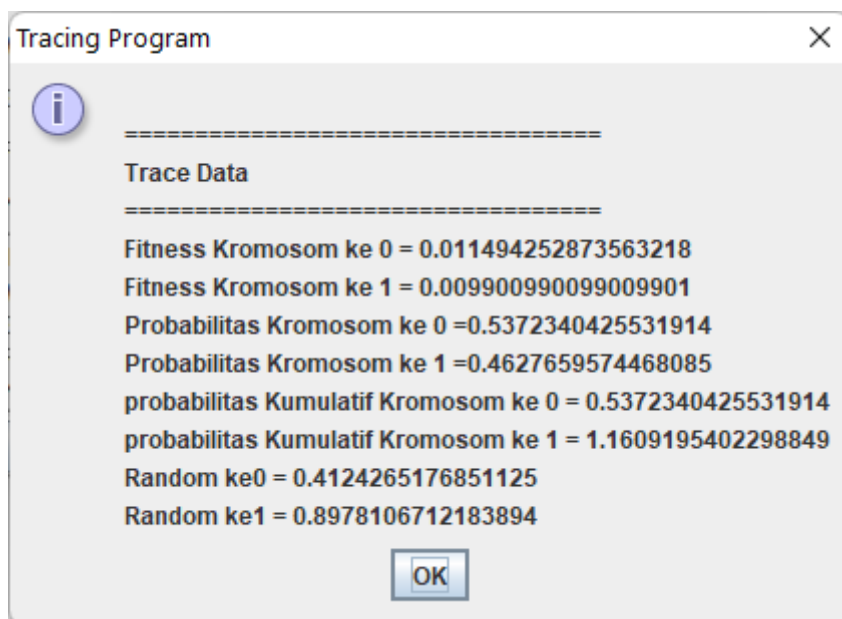 Tracing Program
==================================
Trace Data
==================================
Fitness Kromosom ke 0 = 0.011494252873563218
Fitness Kromosom ke 1 = 0.009900990099009901
Probabilitas Kromosom ke 0 =0.5372340425531914
Probabilitas Kromosom ke 1 =0.4627659574468085
probabilitas Kumulatif Kromosom ke 0 = 0.5372340425531914
probabilitas Kumulatif Kromosom ke 1 = 1.1609195402298849
Random ke0 = 0.4124265176851125
Random ke1 = 0.8978106712183894
OK